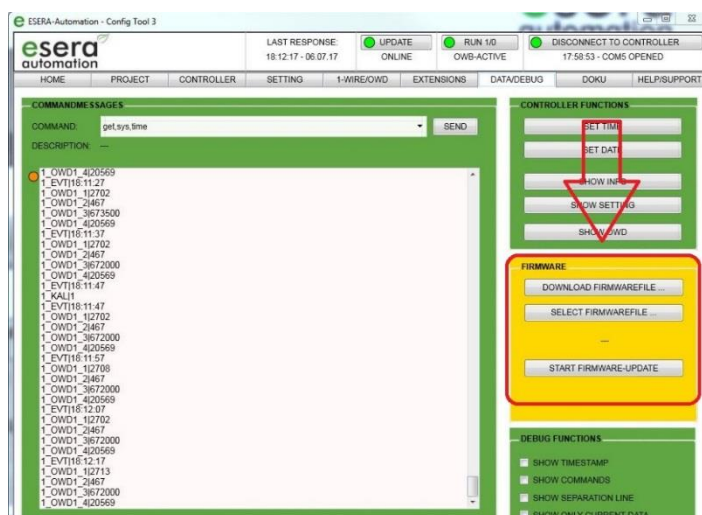 ESERA-Automation - Config Tool 3
esera
automation
LAST RESPONSE:
18:12:17 - 06.07.17
UPDATE
ONLINE
RUN 1/0
OWB-ACTIVE
DISCONNECT TO CONTROLLER
17:58:53 - COM5 OPENED
HOME PROJECT CONTROLLER SETTING 1-WIRE/OWD EXTENSIONS DATA/DEBUG DOKU HELP/SUPPORT
COMMANDMESSAGES
COMMAND: get,sys,time SEND
DESCRIPTION: ---
1_OWD1_4|20569
1_EVT|18:11:27
1_OWD1_1|2702
1_OWD1_2|467
1_OWD1_3|673500
1_OWD1_4|20569
1_EVT|18:11:37
1_OWD1_1|2702
1_OWD1_2|467
1_OWD1_3|672000
1_OWD1_4|20569
1_EVT|18:11:47
1_KAL|1
1_EVT|18:11:47
1_OWD1_1|2702
1_OWD1_2|467
1_OWD1_3|672000
1_OWD1_4|20569
1_EVT|18:11:57
1_OWD1_1|2708
1_OWD1_2|467
1_OWD1_3|672000
1_OWD1_4|20569
1_EVT|18:12:07
1_OWD1_1|2702
1_OWD1_2|467
1_OWD1_3|672000
1_OWD1_4|20569
1_EVT|18:12:17
1_OWD1_1|2713
1_OWD1_2|467
1_OWD1_3|672000
1_OWD1_4|20569
CONTROLLER FUNCTIONS
SET TIME
SET DATE
SHOW INFO
SHOW SETTING
SHOW OWD
FIRMWARE
DOWNLOAD FIRMWAREFILE ...
SELECT FIRMWAREFILE ...
---
START FIRMWARE-UPDATE
DEBUG FUNCTIONS
SHOW TIMESTAMP
SHOW COMMANDS
SHOW SEPARATION LINE
SHOW ONLY CURRENT DATA